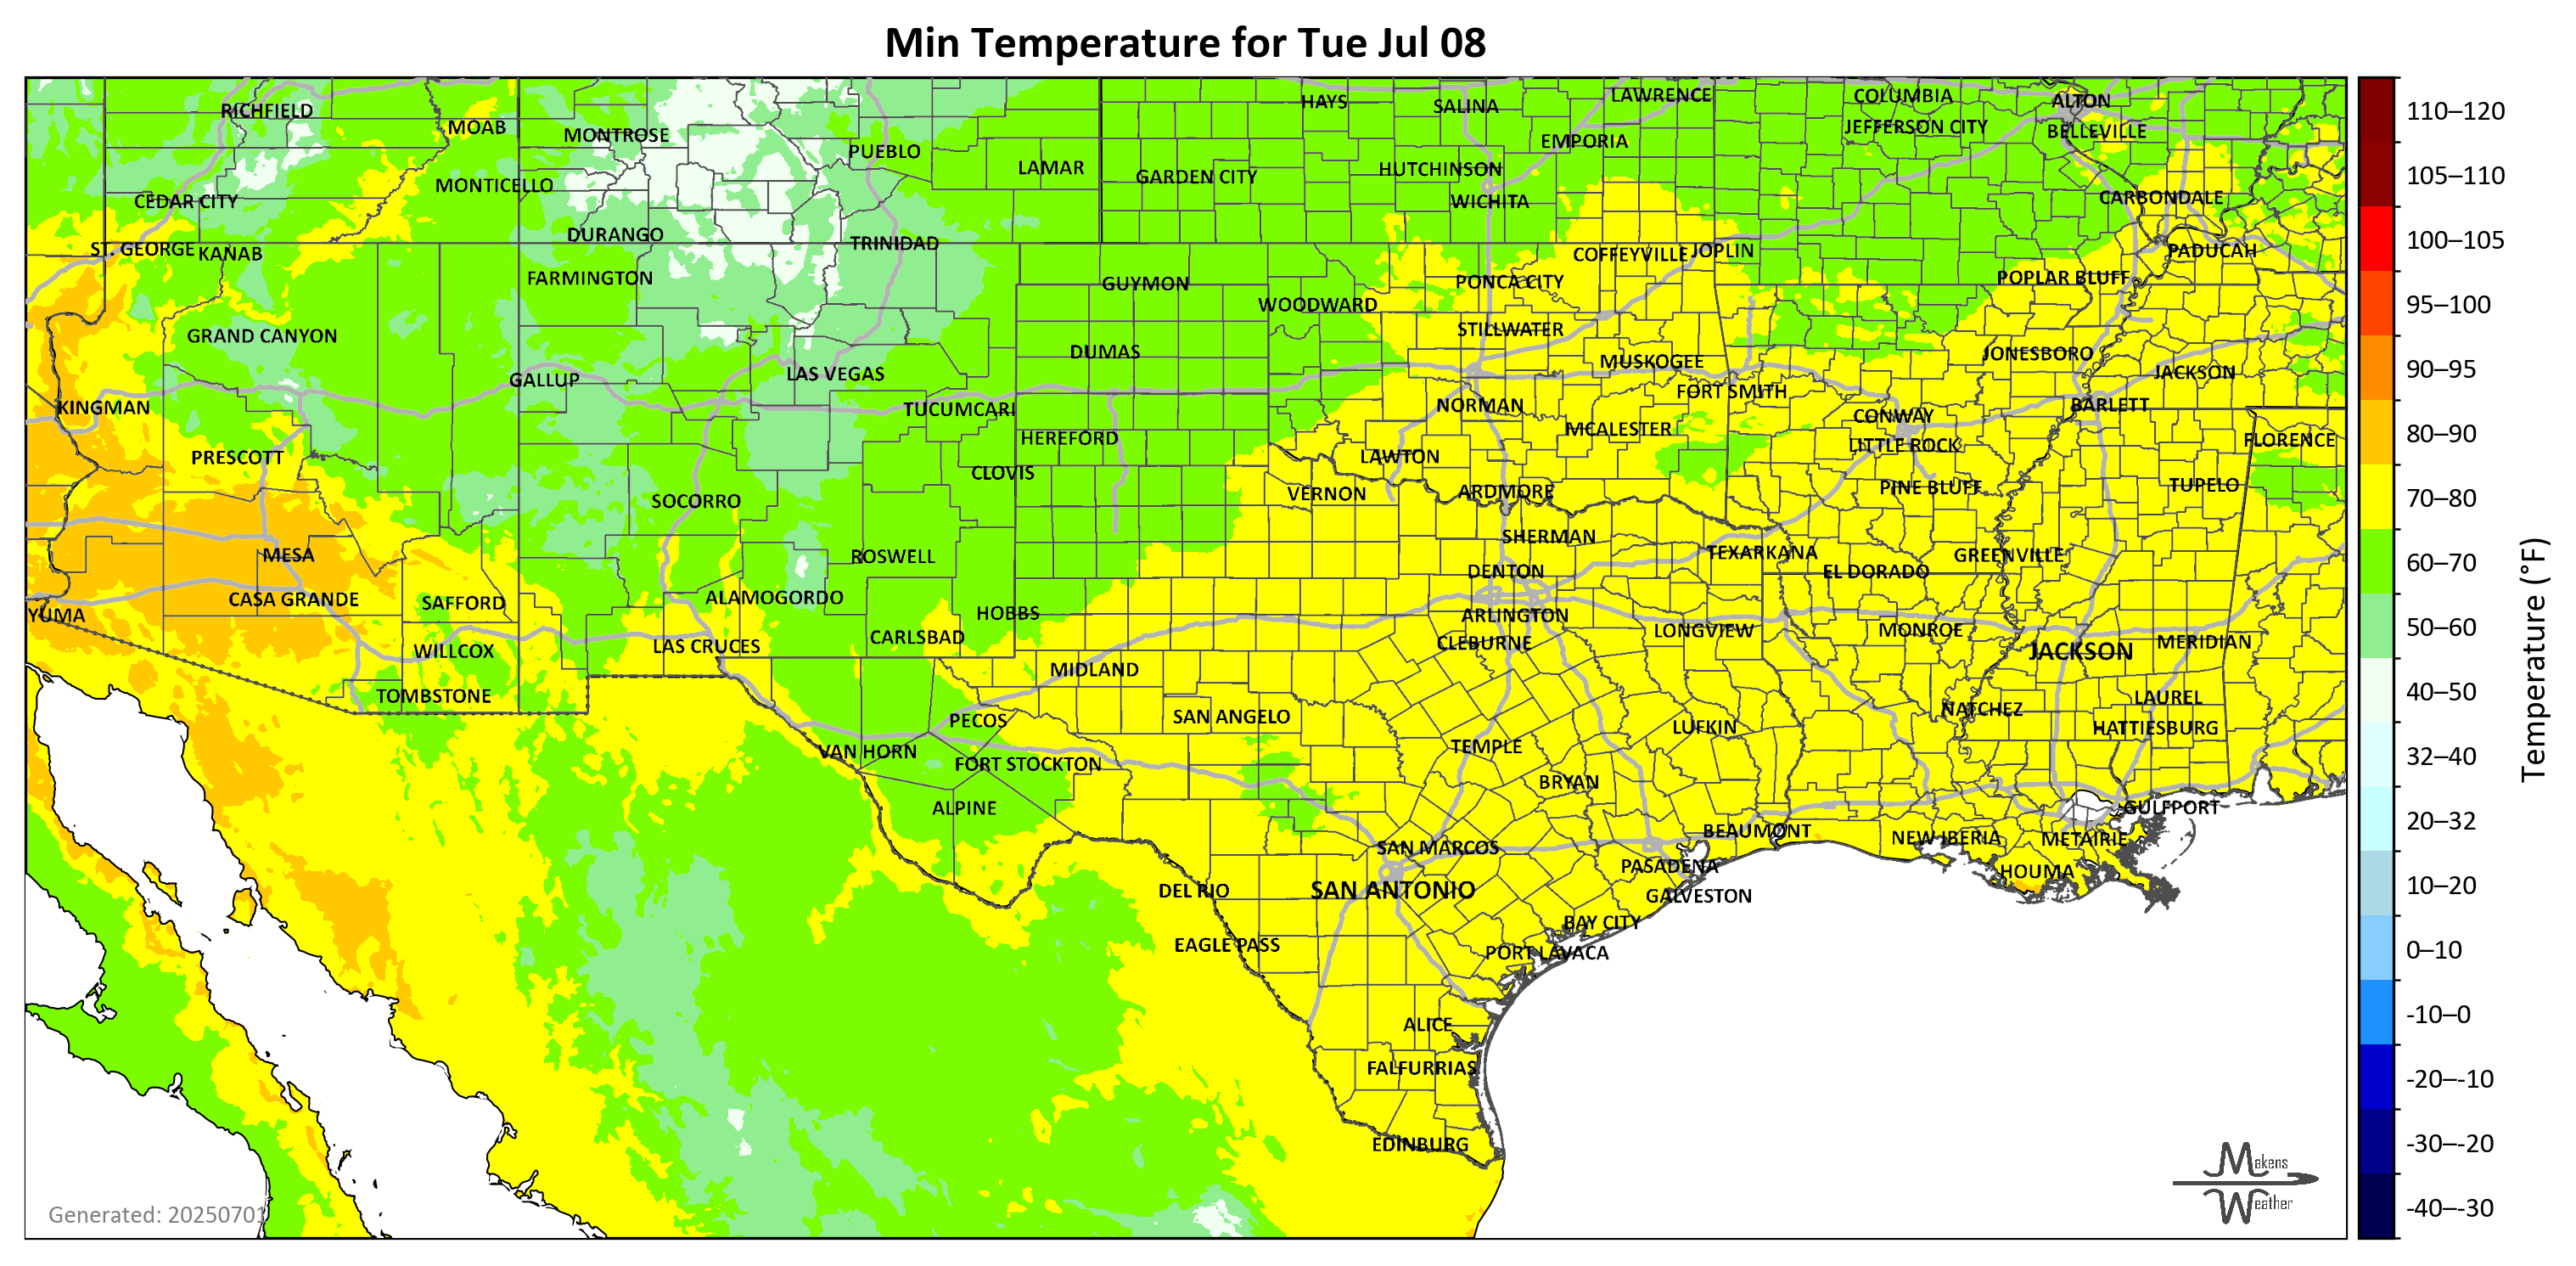 Min Temperature for Tue Jul 08
RICHFIELD
MOAB
MONTROSE
PUEBLO
LAMAR
HAYS
SALINA
LAWRENCE
COLUMBIA
ALTON
JEFFERSON CITY
BELLEVILLE
EMPORIA
CEDAR CITY
MONTICELLO
GARDEN CITY
HUTCHINSON
WICHITA
CARBONDALE
ST. GEORGE
KANAB
DURANGO
TRINIDAD
COFFEYVILLE
JOPLIN
PADUCAH
FARMINGTON
GUYMON
WOODWARD
PONCA CITY
POPLAR BLUFF
GRAND CANYON
DUMAS
STILLWATER
MUSKOGEE
JONESBORO
JACKSON
KINGMAN
GALLUP
LAS VEGAS
TUCUMCARI
NORMAN
FORT SMITH
CONWAY
BARLETT
PRESCOTT
HEREFORD
CLOVIS
LAWTON
MCALESTER
LITTLE ROCK
FLORENCE
SOCORRO
VERNON
ARDMORE
PINE BLUFF
TUPELO
MESA
ROSWELL
SHERMAN
TEXARKANA
GREENVILLE
DENTON
EL DORADO
YUMA
CASA GRANDE
SAFFORD
ALAMOGORDO
HOBBS
ARLINGTON
WILLCOX
LAS CRUCES
CARLSBAD
CLEBURNE
LONGVIEW
MONROE
JACKSON
MERIDIAN
TOMBSTONE
MIDLAND
LAUREL
PECOS
SAN ANGELO
NATCHEZ
HATTIESBURG
VAN HORN
FORT STOCKTON
TEMPLE
LUFKIN
ALPINE
BRYAN
GULFPORT
SAN MARCOS
BEAUMONT
NEW IBERIA
METAIRIE
DEL RIO
SAN ANTONIO
PASADENA
HOUMA
GALVESTON
EAGLE PASS
BAY CITY
PORT LAVACA
ALICE
FALFURRIAS
EDINBURG
Generated: 20250701
Makens
Weather
110–120
105–110
100–105
95–100
90–95
80–90
70–80
60–70
50–60
40–50
32–40
20–32
10–20
0–10
-10–0
-20–-10
-30–-20
-40–-30
Temperature (°F)